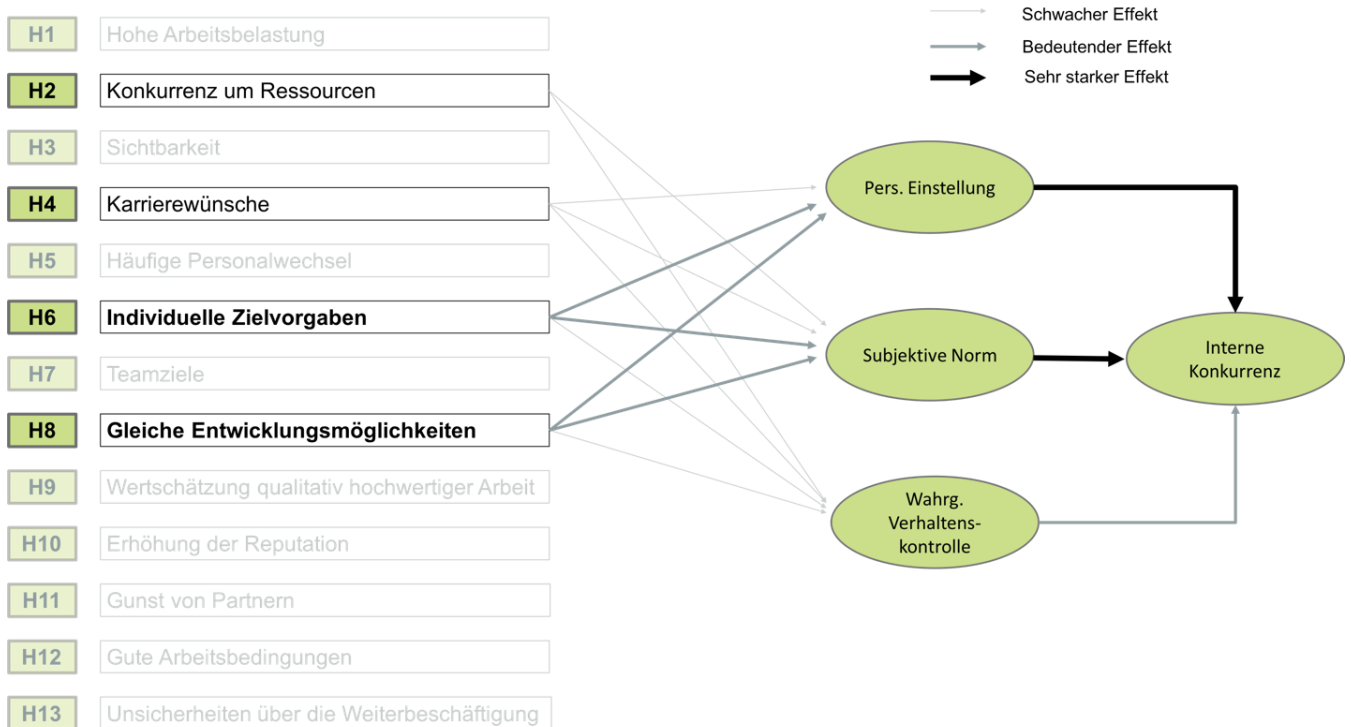 H1 Hohe Arbeitsbelastung
H2 Konkurrenz um Ressourcen
H3 Sichtbarkeit
H4 Karrierewünsche
H5 Häufige Personalwechsel
H6 Individuelle Zielvorgaben
H7 Teamziele
H8 Gleiche Entwicklungsmöglichkeiten
H9 Wertschätzung qualitativ hochwertiger Arbeit
H10 Erhöhung der Reputation
H11 Gunst von Partnern
H12 Gute Arbeitsbedingungen
H13 Unsicherheiten über die Weiterbeschäftigung
Schwacher Effekt
Bedeutender Effekt
Sehr starker Effekt
Pers. Einstellung
Subjektive Norm
Wahrg.
Verhaltens-
kontrolle
Interne
Konkurrenz